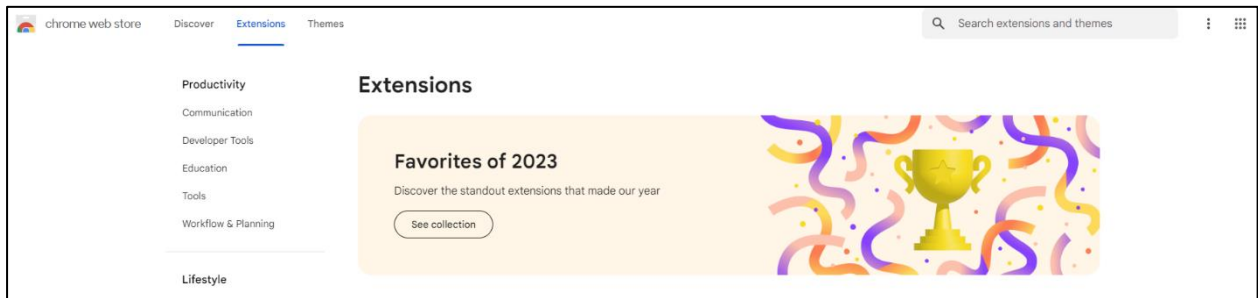 chrome web store
Discover Extensions Themes
Search extensions and themes
Productivity
Communication
Developer Tools
Education
Tools
Workflow & Planning
Lifestyle
Extensions
Favorites of 2023
Discover the standout extensions that made our year
See collection